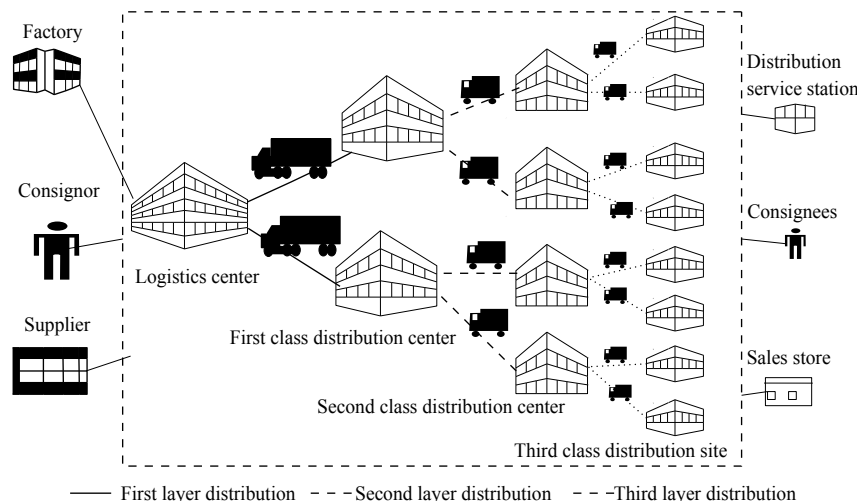 Factory
Distribution
service station
Consignor
Consignees
Logistics center
Supplier
First class distribution center
Sales store
Second class distribution center
Third class distribution site
First layer distribution
Second layer distribution
Third layer distribution